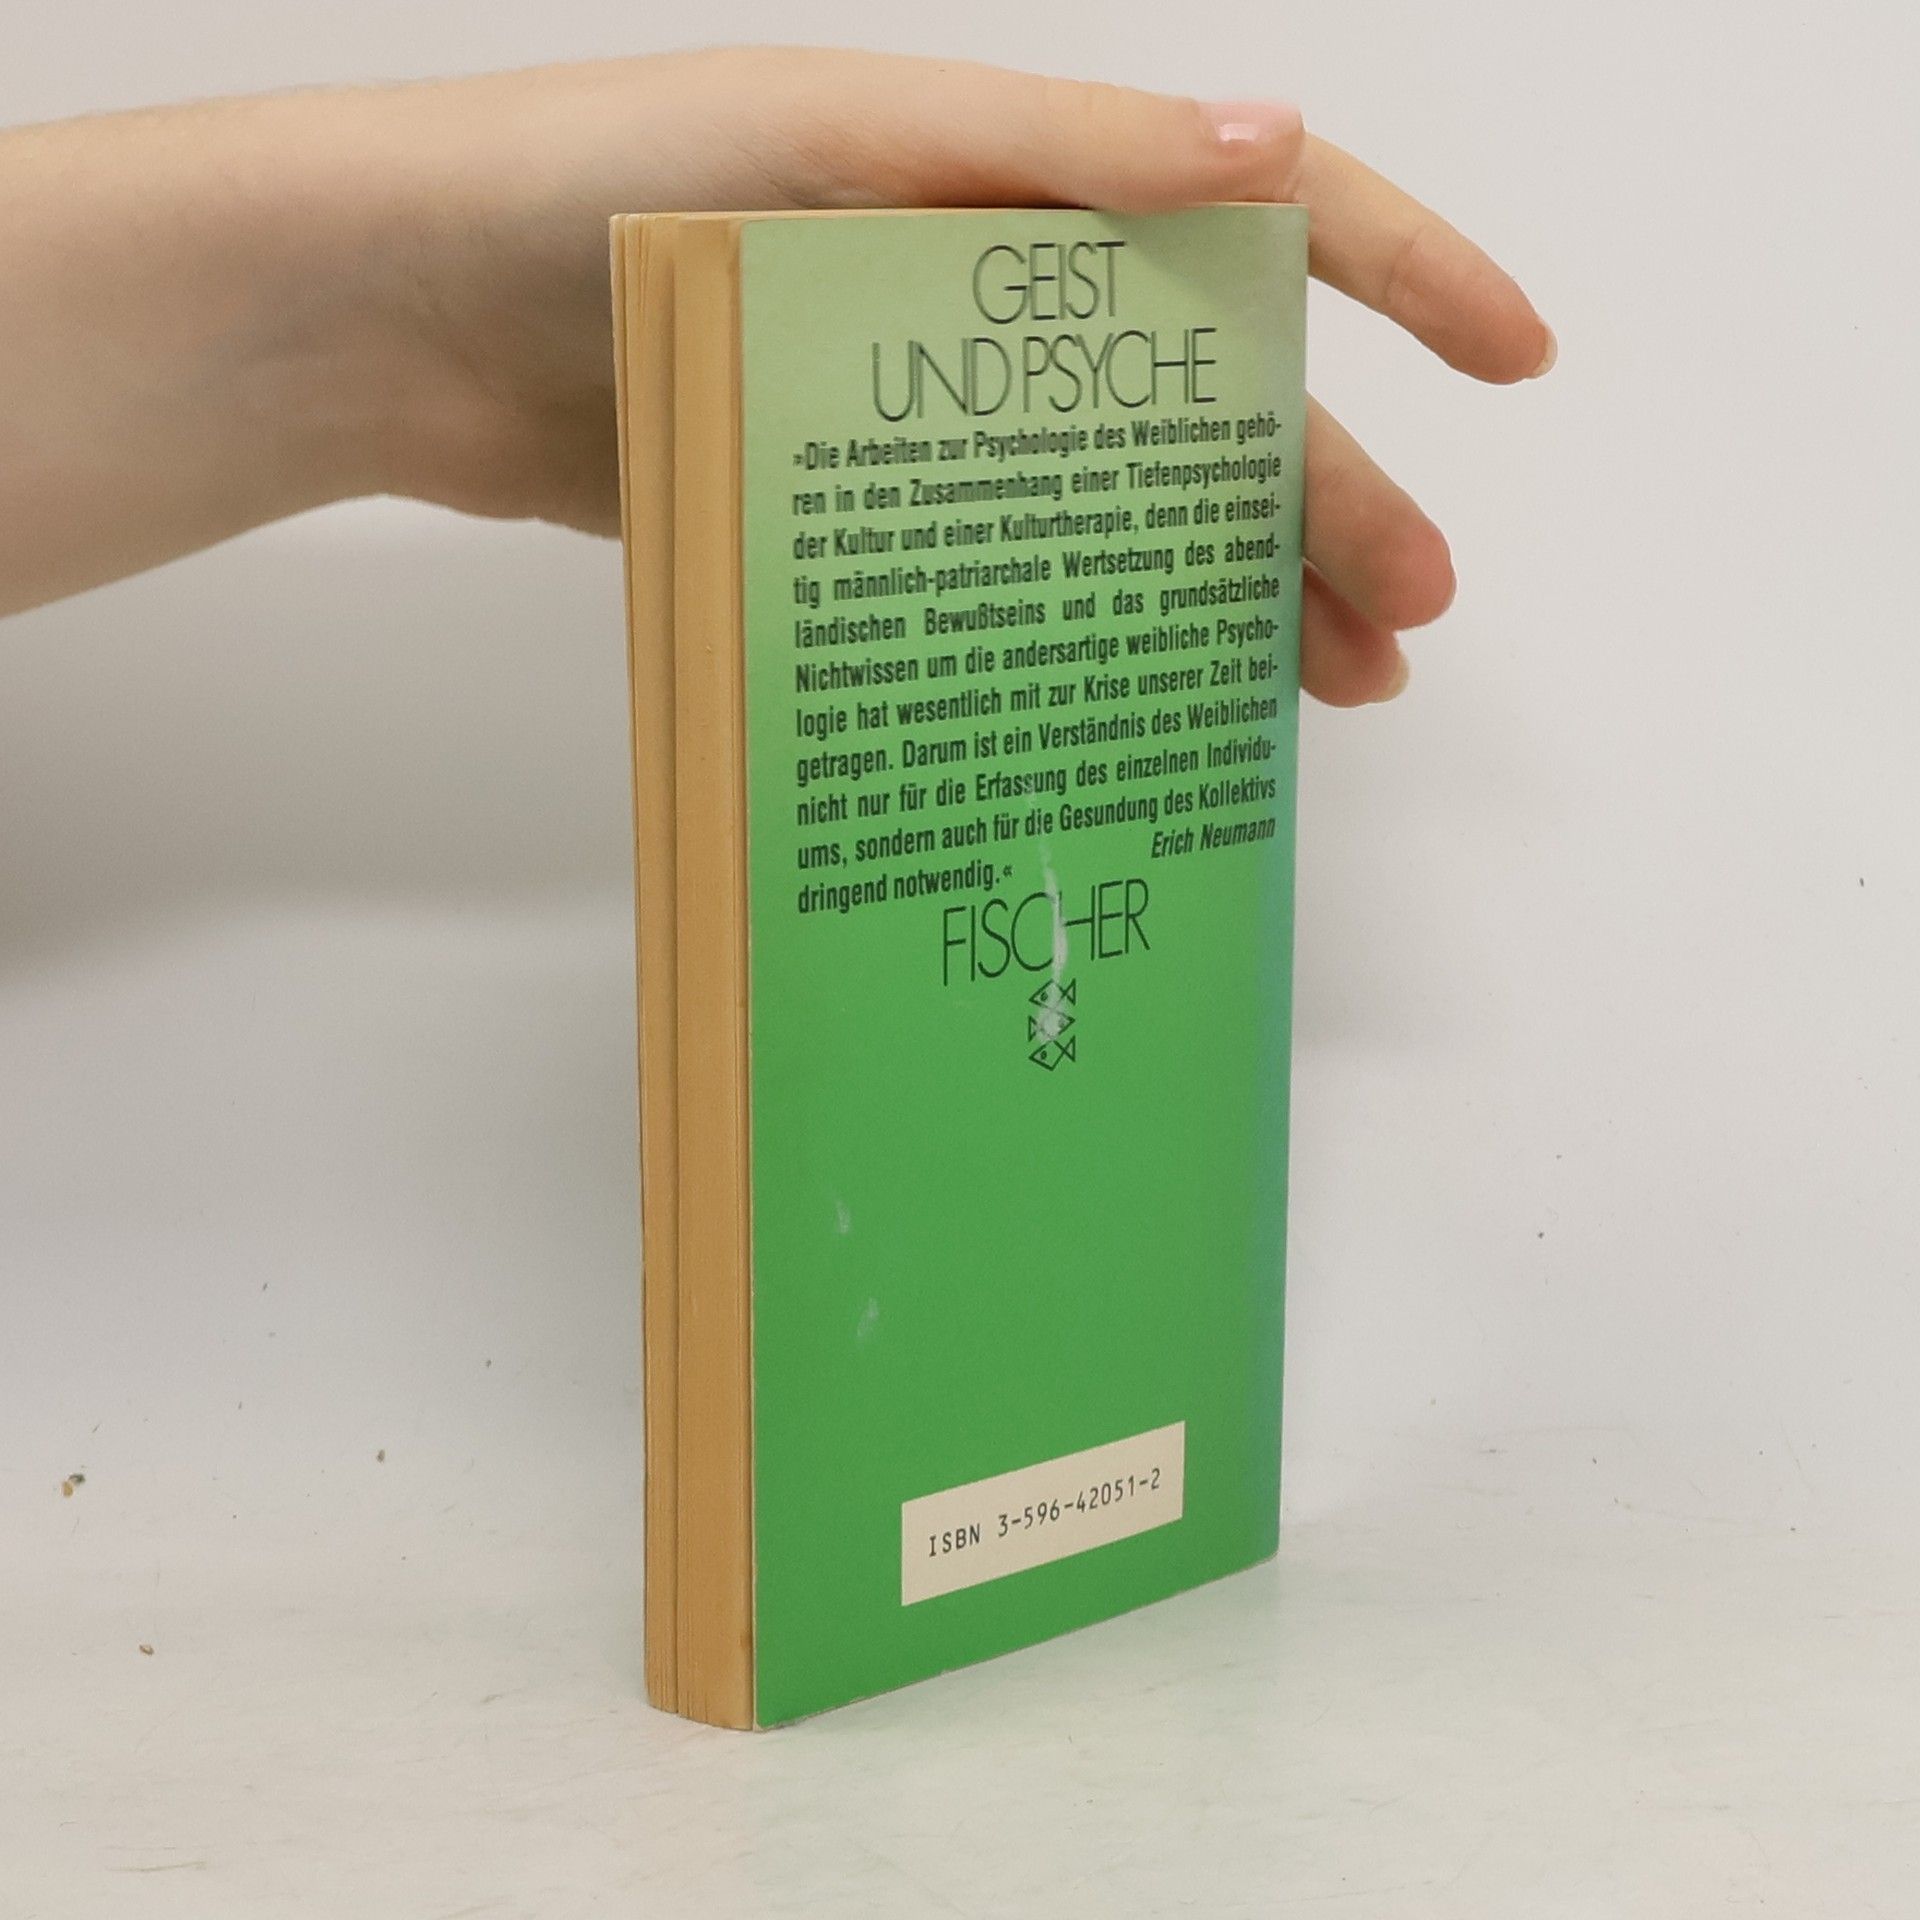 GEIST
UND PSYCHE
»Die Arbeiten zur Psychologie des Weiblichen gehö-
ren in den Zusammenhang einer Tiefenpsychologie
der Kultur und einer Kulturtherapie, denn die einsei-
tig männlich-patriarchale Wertsetzung des abend-
ländischen Bewußtseins und das grundsätzliche
Nichtwissen um die andersartige weibliche Psycho-
logie hat wesentlich mit zur Krise unserer Zeit bei-
getragen. Darum ist ein Verständnis des Weiblichen
nicht nur für die Erfassung des einzelnen Individu-
ums, sondern auch für die Gesundung des Kollektivs
dringend notwendig.« Erich Neumann
FISCHER
ISBN 3-596-42051-2